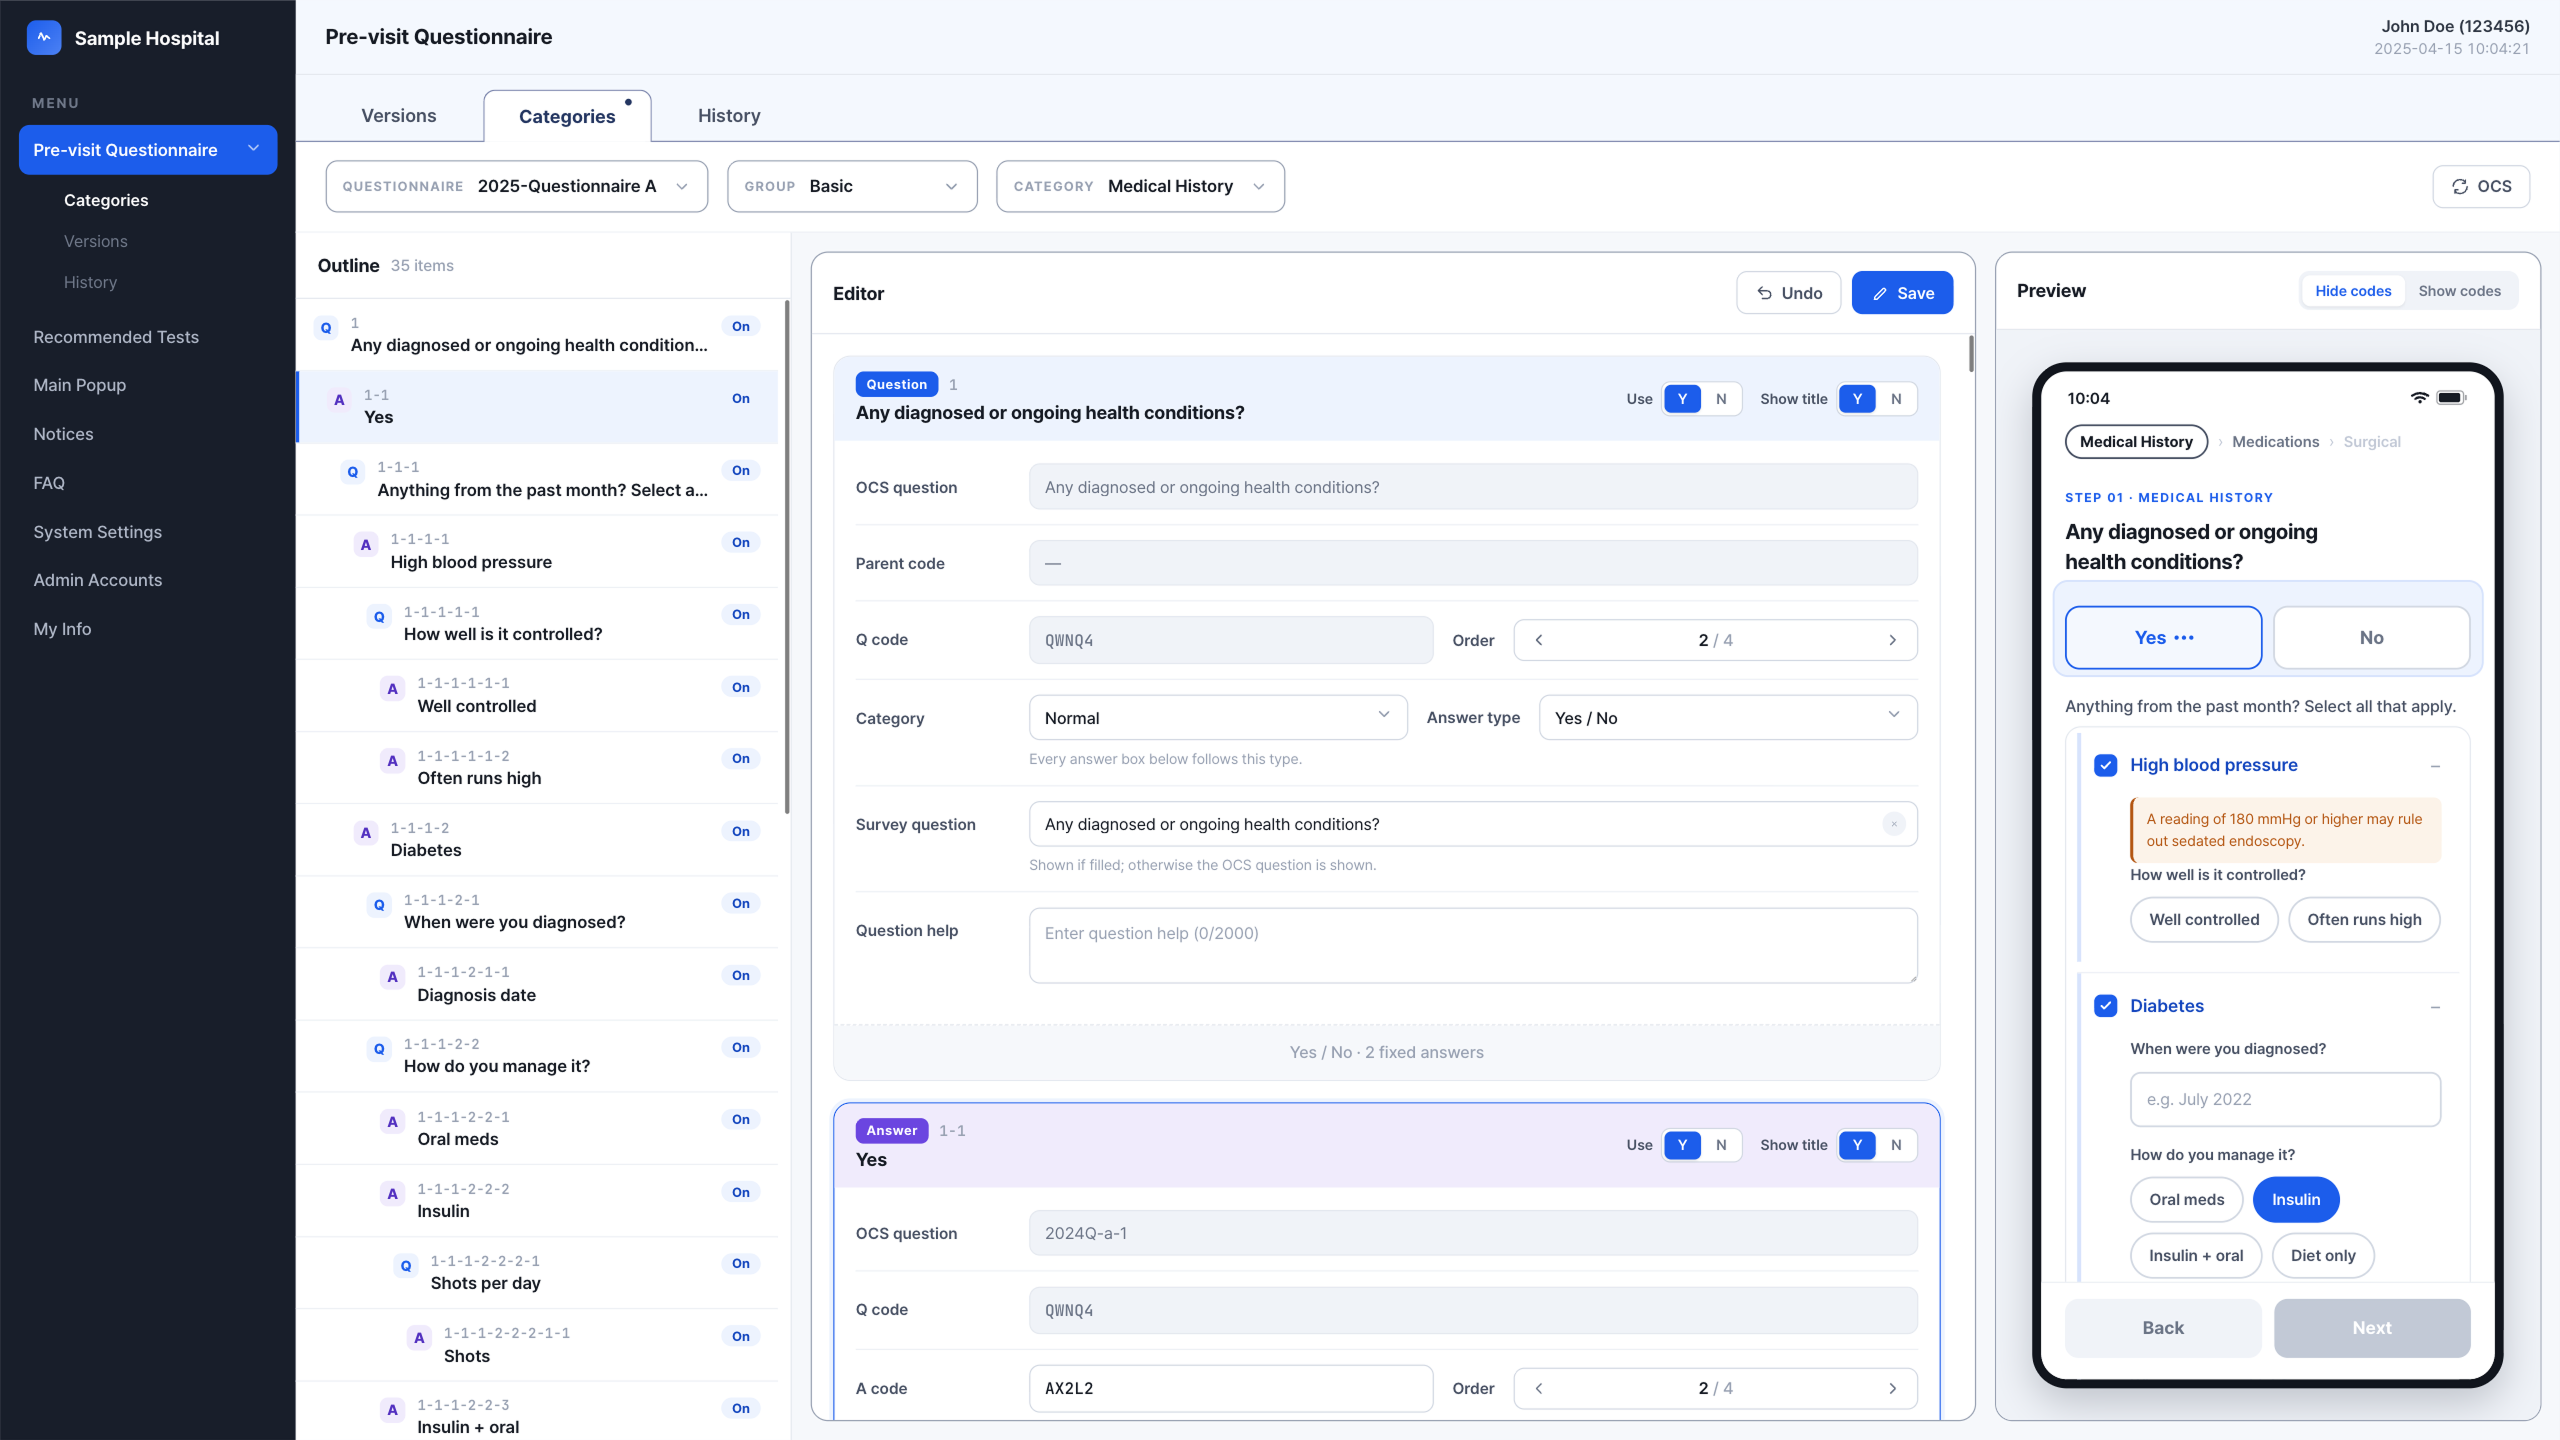 Sample Hospital
MENU
Pre-visit Questionnaire
Categories
Versions
History
Recommended Tests
Main Popup
Notices
FAQ
System Settings
Admin Accounts
My Info
Pre-visit Questionnaire
John Doe (123456)
2025-04-15 10:04:21
Versions
Categories
History
QUESTIONNAIRE 2025-Questionnaire A
GROUP Basic
CATEGORY Medical History
OCS
Outline 35 items
Q 1 On
Any diagnosed or ongoing health condition...
A 1-1 On
Yes
Q 1-1-1 On
Anything from the past month? Select a...
A 1-1-1-1 On
High blood pressure
Q 1-1-1-1-1 On
How well is it controlled?
A 1-1-1-1-1-1 On
Well controlled
A 1-1-1-1-1-2 On
Often runs high
A 1-1-1-2 On
Diabetes
Q 1-1-1-2-1 On
When were you diagnosed?
A 1-1-1-2-1-1 On
Diagnosis date
Q 1-1-1-2-2 On
How do you manage it?
A 1-1-1-2-2-1 On
Oral meds
A 1-1-1-2-2-2 On
Insulin
Q 1-1-1-2-2-2-1 On
Shots per day
A 1-1-1-2-2-2-1-1 On
Shots
A 1-1-1-2-2-3 On
Insulin + oral
Editor
Undo
Save
Question 1
Any diagnosed or ongoing health conditions?
Use Y N Show title Y N
OCS question Any diagnosed or ongoing health conditions?
Parent code —
Q code QWNQ4 Order 2 / 4
Category Normal Answer type Yes / No
Every answer box below follows this type.
Survey question Any diagnosed or ongoing health conditions?
Shown if filled; otherwise the OCS question is shown.
Question help Enter question help (0/2000)
Yes / No · 2 fixed answers
Answer 1-1
Yes
Use Y N Show title Y N
OCS question 2024Q-a-1
Q code QWNQ4
A code AX2L2 Order 2 / 4
Preview
Hide codes Show codes
10:04
Medical History › Medications › Surgical
STEP 01 · MEDICAL HISTORY
Any diagnosed or ongoing
health conditions?
Yes •••
No
Anything from the past month? Select all that apply.
High blood pressure –
A reading of 180 mmHg or higher may rule
out sedated endoscopy.
How well is it controlled?
Well controlled
Often runs high
Diabetes –
When were you diagnosed?
e.g. July 2022
How do you manage it?
Oral meds
Insulin
Insulin + oral
Diet only
Back
Next